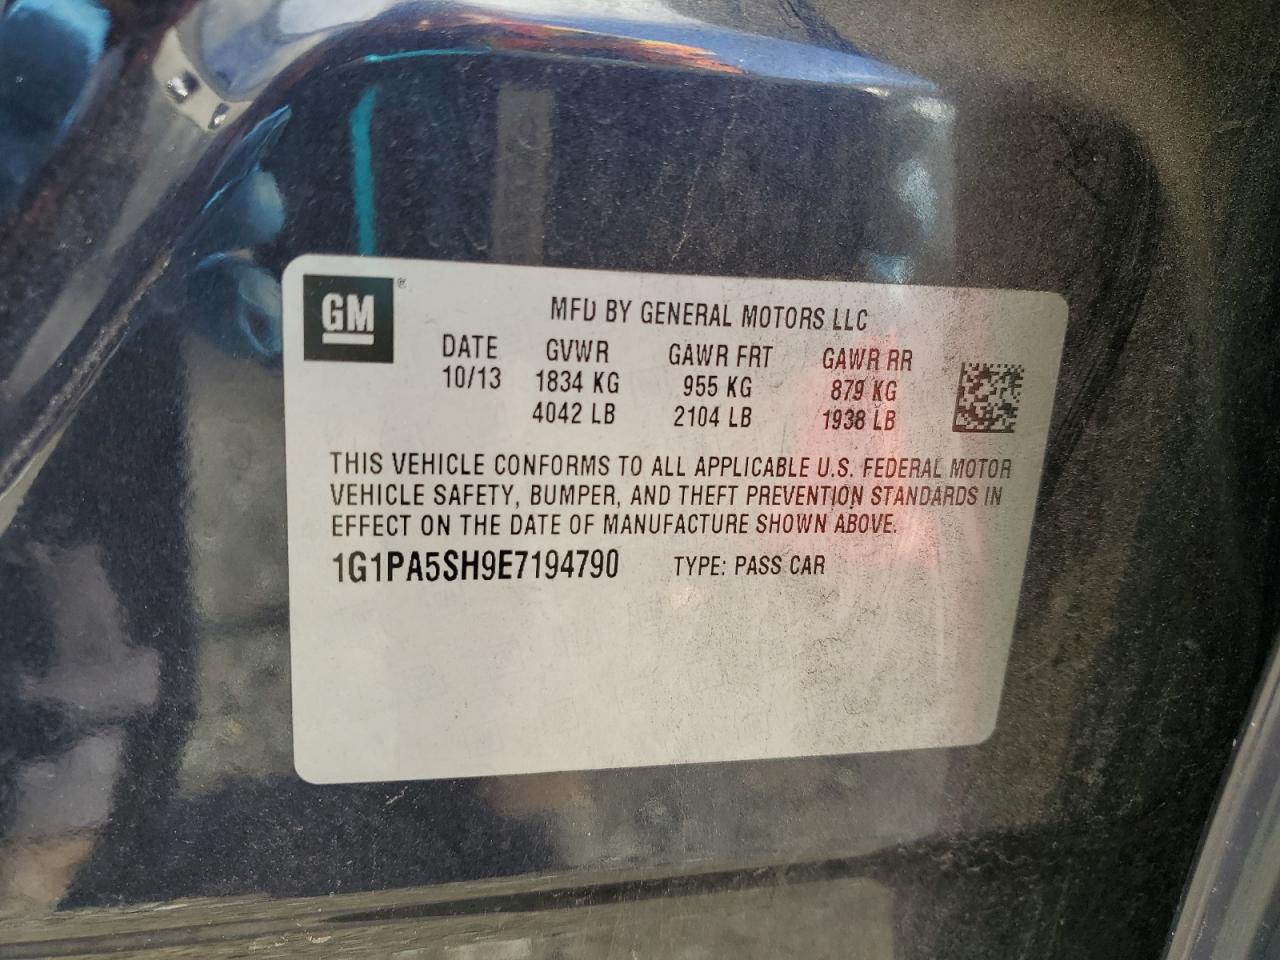 GM®
MFD BY GENERAL MOTORS LLC
DATE GVWR GAWR FRT GAWR RR
10/13 1834 KG 955 KG 879 KG
4042 LB 2104 LB 1938 LB
THIS VEHICLE CONFORMS TO ALL APPLICABLE U.S. FEDERAL MOTOR
VEHICLE SAFETY, BUMPER, AND THEFT PREVENTION STANDARDS IN
EFFECT ON THE DATE OF MANUFACTURE SHOWN ABOVE.
1G1PA5SH9E7194790 TYPE: PASS CAR